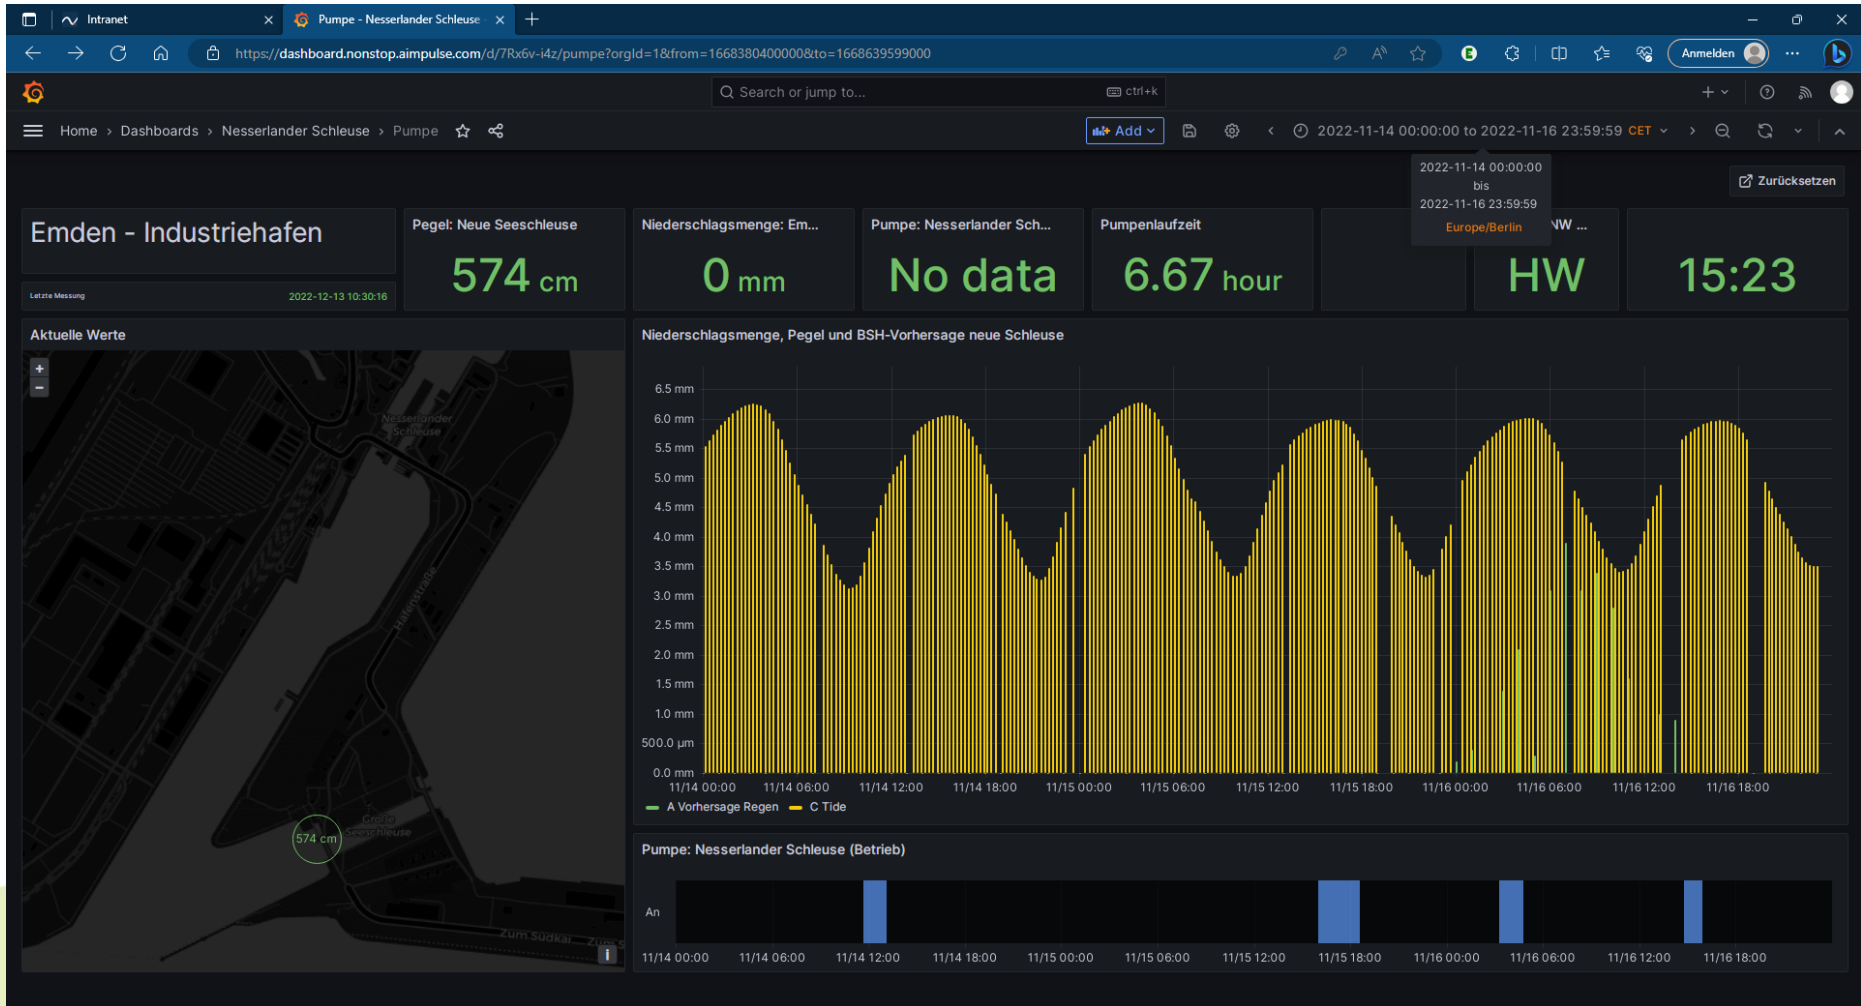 Intranet
Pumpe - Nesserlander Schleuse
https://dashboard.nonstop.aimpulse.com/d/7Rx6v-i4z/pumpe?orgId=1&from=1668380400000&to=1668639599000
Anmelden
Search or jump to...
ctrl+k
Home › Dashboards › Nesserlander Schleuse › Pumpe
Add
2022-11-14 00:00:00 to 2022-11-16 23:59:59 CET
2022-11-14 00:00:00
bis
2022-11-16 23:59:59
Europe/Berlin
Zurücksetzen
Emden - Industriehafen
Letzte Messung 2022-12-13 10:30:16
Pegel: Neue Seeschleuse
574 cm
Niederschlagsmenge: Em...
0 mm
Pumpe: Nesserlander Sch...
No data
Pumpenlaufzeit
6.67 hour
NW ...
HW
15:23
Aktuelle Werte
+
-
Nesserlander
Schleuse
Hafenstraße
Große
Seeschleuse
574 cm
Zum Südkai
Zum S
i
Niederschlagsmenge, Pegel und BSH-Vorhersage neue Schleuse
6.5 mm
6.0 mm
5.5 mm
5.0 mm
4.5 mm
4.0 mm
3.5 mm
3.0 mm
2.5 mm
2.0 mm
1.5 mm
1.0 mm
500.0 µm
0.0 mm
11/14 00:00 11/14 06:00 11/14 12:00 11/14 18:00 11/15 00:00 11/15 06:00 11/15 12:00 11/15 18:00 11/16 00:00 11/16 06:00 11/16 12:00 11/16 18:00
A Vorhersage Regen C Tide
Pumpe: Nesserlander Schleuse (Betrieb)
An
11/14 00:00 11/14 06:00 11/14 12:00 11/14 18:00 11/15 00:00 11/15 06:00 11/15 12:00 11/15 18:00 11/16 00:00 11/16 06:00 11/16 12:00 11/16 18:00